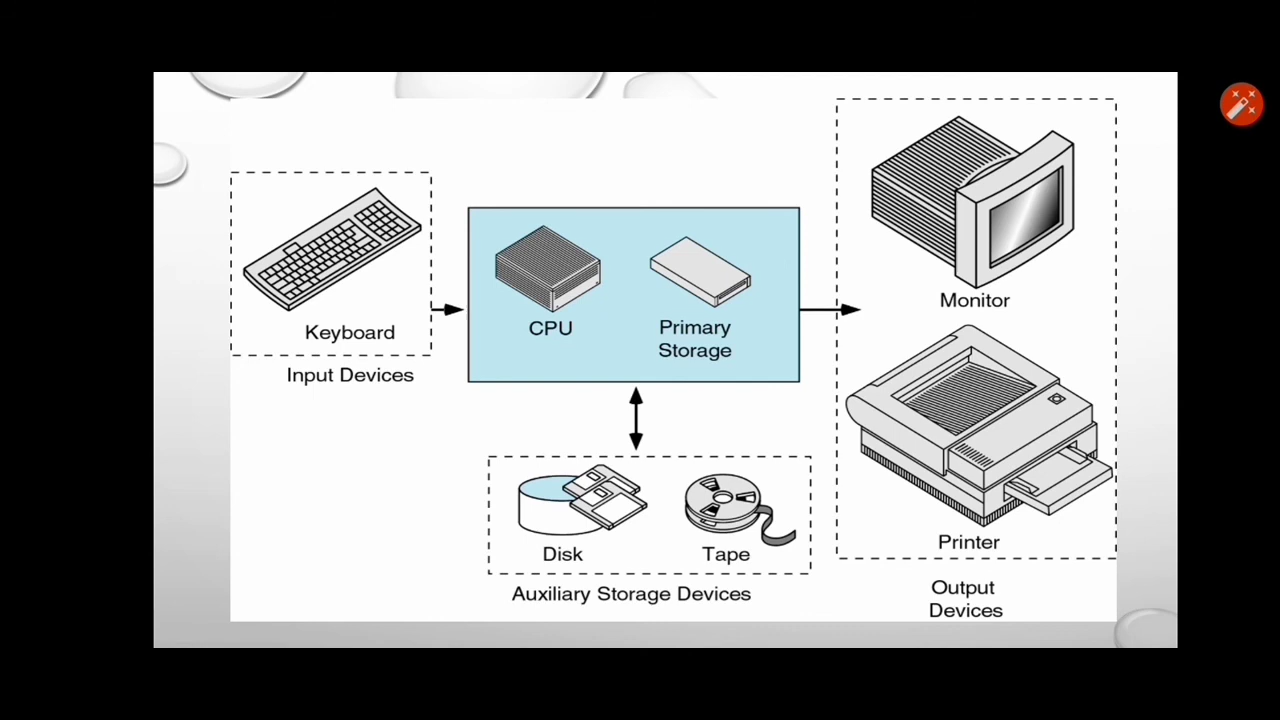 Keyboard
Input Devices
CPU
Primary
Storage
Monitor
Printer
Output
Devices
Disk
Tape
Auxiliary Storage Devices